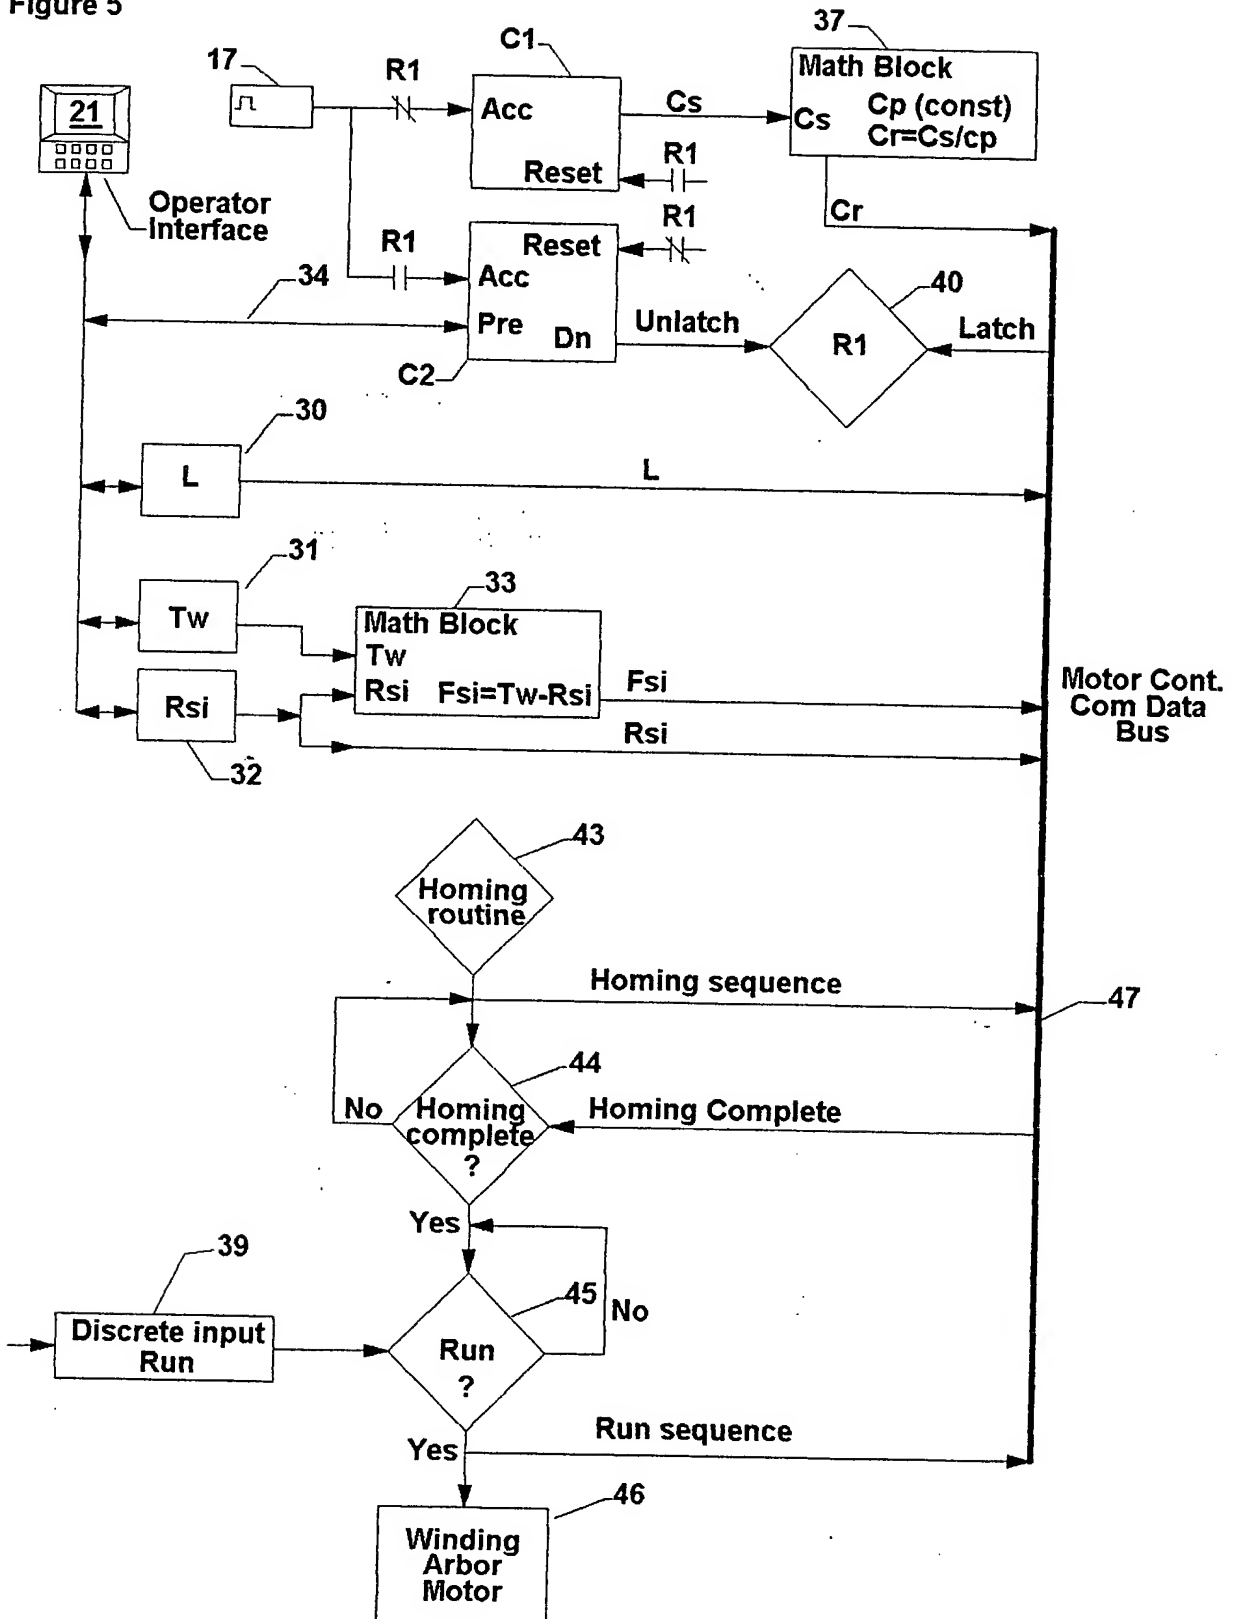 Figure 5
37
C1
17
R1
Math Block
21
Acc
Cs
Cs
Cp (const)
Cr=Cs/cp
Reset
R1
Operator
Interface
Cr
R1
R1
Reset
34
Acc
40
Pre
Dn
Unlatch
R1
Latch
C2
30
L
L
31
33
Tw
Math Block
Tw
Rsi
Fsi=Tw-Rsi
Fsi
Rsi
Rsi
32
Motor Cont.
Com Data
Bus
43
Homing
routine
Homing sequence
47
44
No
Homing
complete
?
Homing Complete
Yes
39
45
No
Discrete input
Run
Run
?
Run sequence
Yes
46
Winding
Arbor
Motor